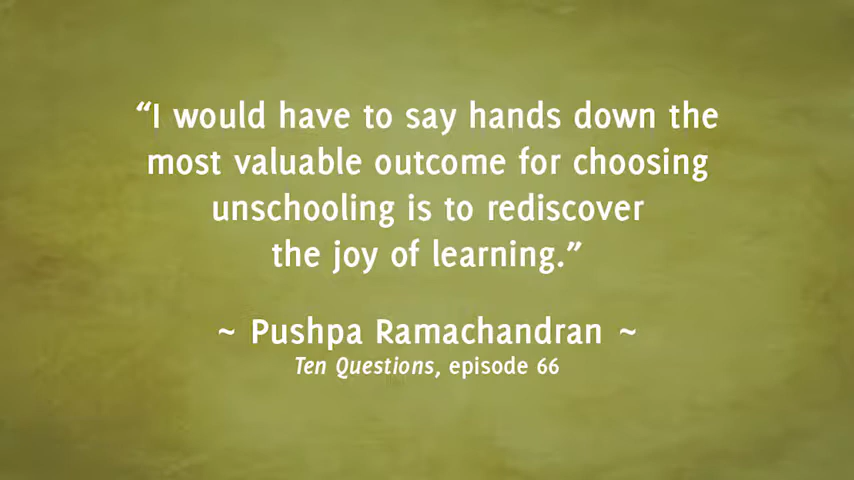 “I would have to say hands down the
most valuable outcome for choosing
unschooling is to rediscover
the joy of learning.”
~ Pushpa Ramachandran ~
Ten Questions, episode 66